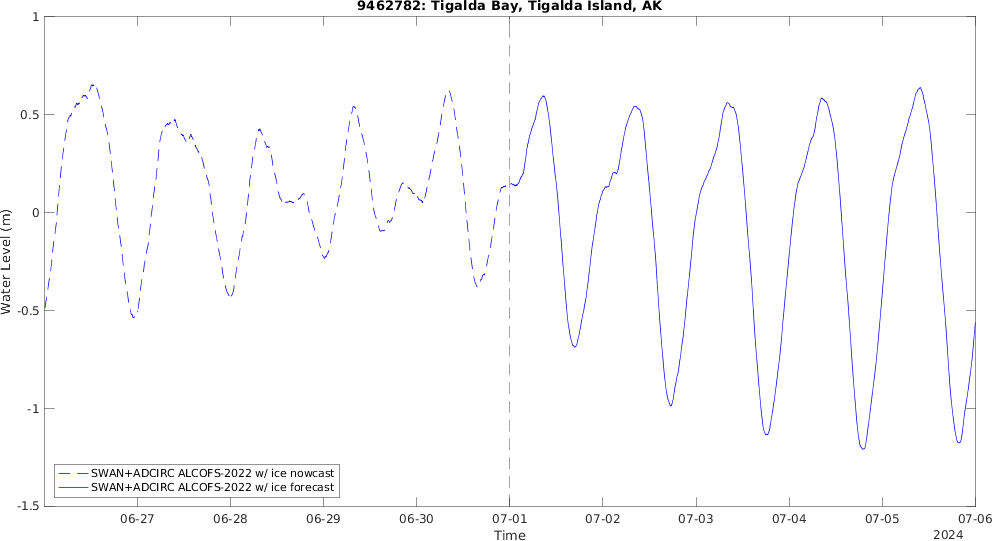 9462782: Tigalda Bay, Tigalda Island, AK
1
0.5
0
-0.5
-1
-1.5
Water Level (m)
SWAN+ADCIRC ALCOFS-2022 w/ ice nowcast
SWAN+ADCIRC ALCOFS-2022 w/ ice forecast
06-27 06-28 06-29 06-30 07-01 07-02 07-03 07-04 07-05 07-06
Time
2024